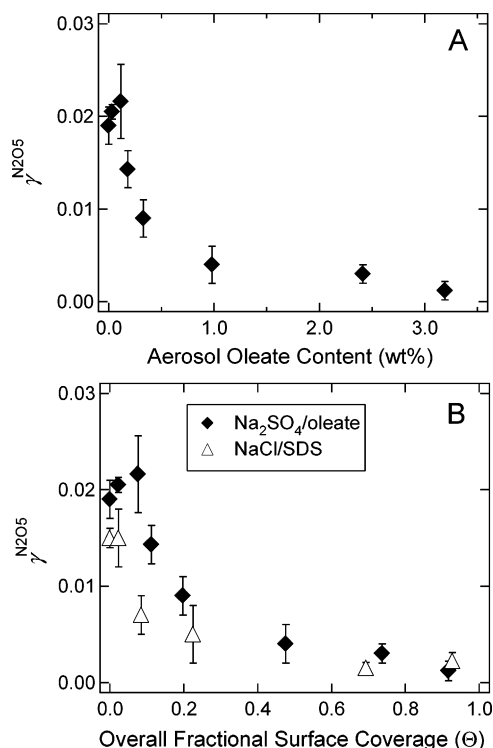 A
0.03
0.02
0.01
0.00
γ^N2O5
0.0
1.0
2.0
3.0
Aerosol Oleate Content (wt%)
B
0.03
0.02
0.01
0.00
γ^N2O5
Na₂SO₄/oleate
NaCl/SDS
0.0
0.2
0.4
0.6
0.8
1.0
Overall Fractional Surface Coverage (Θ)